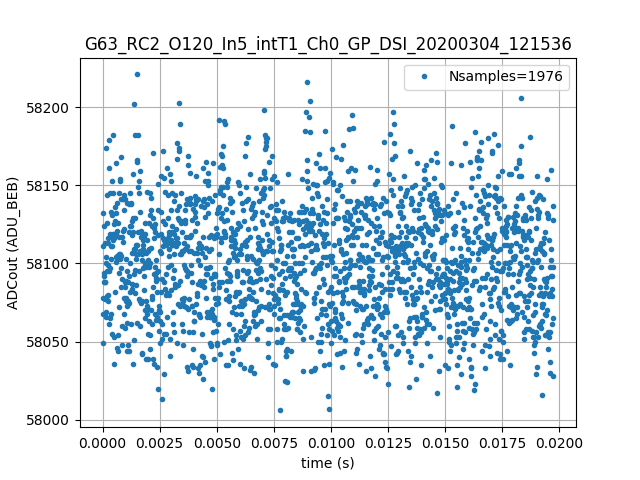 G63_RC2_O120_In5_intT1_Ch0_GP_DSI_20200304_121536
Nsamples=1976
ADCout (ADU_BEB)
58200
58150
58100
58050
58000
0.0000 0.0025 0.0050 0.0075 0.0100 0.0125 0.0150 0.0175 0.0200
time (s)